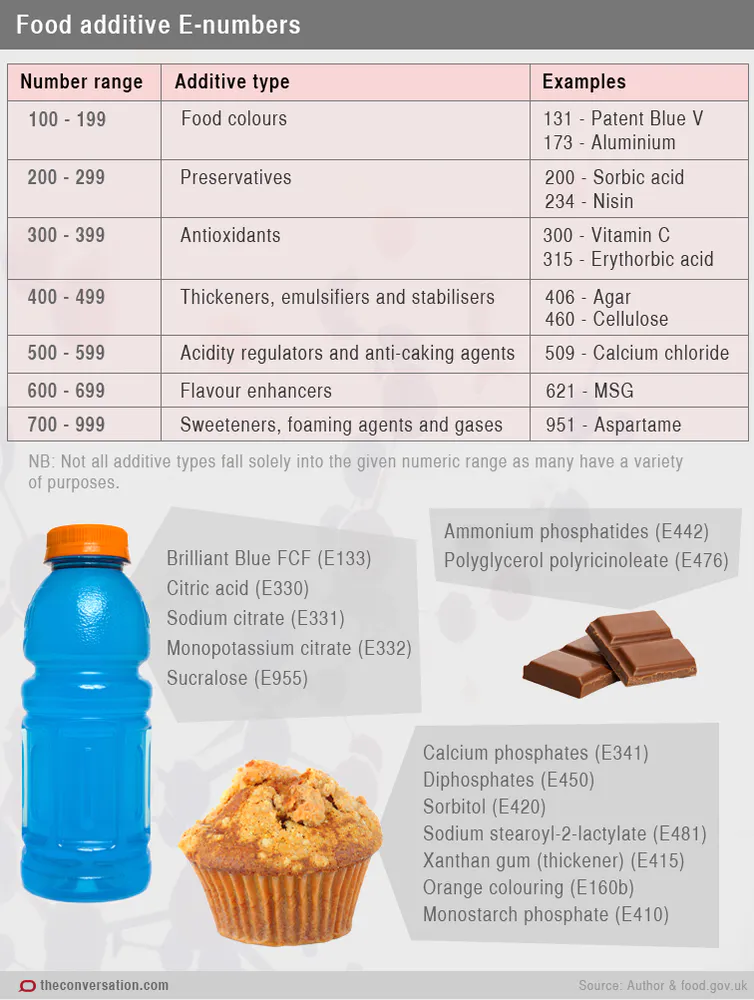 Food additive E-numbers
Number range Additive type Examples
100 - 199 Food colours 131 - Patent Blue V
173 - Aluminium
200 - 299 Preservatives 200 - Sorbic acid
234 - Nisin
300 - 399 Antioxidants 300 - Vitamin C
315 - Erythorbic acid
400 - 499 Thickeners, emulsifiers and stabilisers 406 - Agar
460 - Cellulose
500 - 599 Acidity regulators and anti-caking agents 509 - Calcium chloride
600 - 699 Flavour enhancers 621 - MSG
700 - 999 Sweeteners, foaming agents and gases 951 - Aspartame
NB: Not all additive types fall solely into the given numeric range as many have a variety
of purposes.
Brilliant Blue FCF (E133)
Citric acid (E330)
Sodium citrate (E331)
Monopotassium citrate (E332)
Sucralose (E955)
Ammonium phosphatides (E442)
Polyglycerol polyricinoleate (E476)
Calcium phosphates (E341)
Diphosphates (E450)
Sorbitol (E420)
Sodium stearoyl-2-lactylate (E481)
Xanthan gum (thickener) (E415)
Orange colouring (E160b)
Monostarch phosphate (E410)
theconversation.com
Source: Author & food.gov.uk